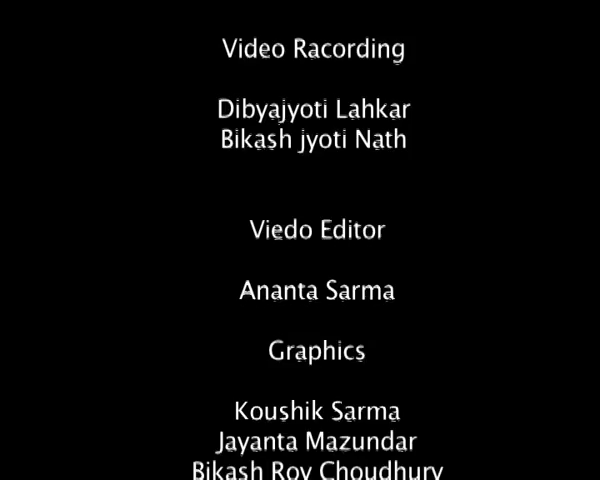 Video Racording
Dibyajyoti Lahkar
Bikash jyoti Nath
Viedo Editor
Ananta Sarma
Graphics
Koushik Sarma
Jayanta Mazundar
Bikash Roy Choudhury